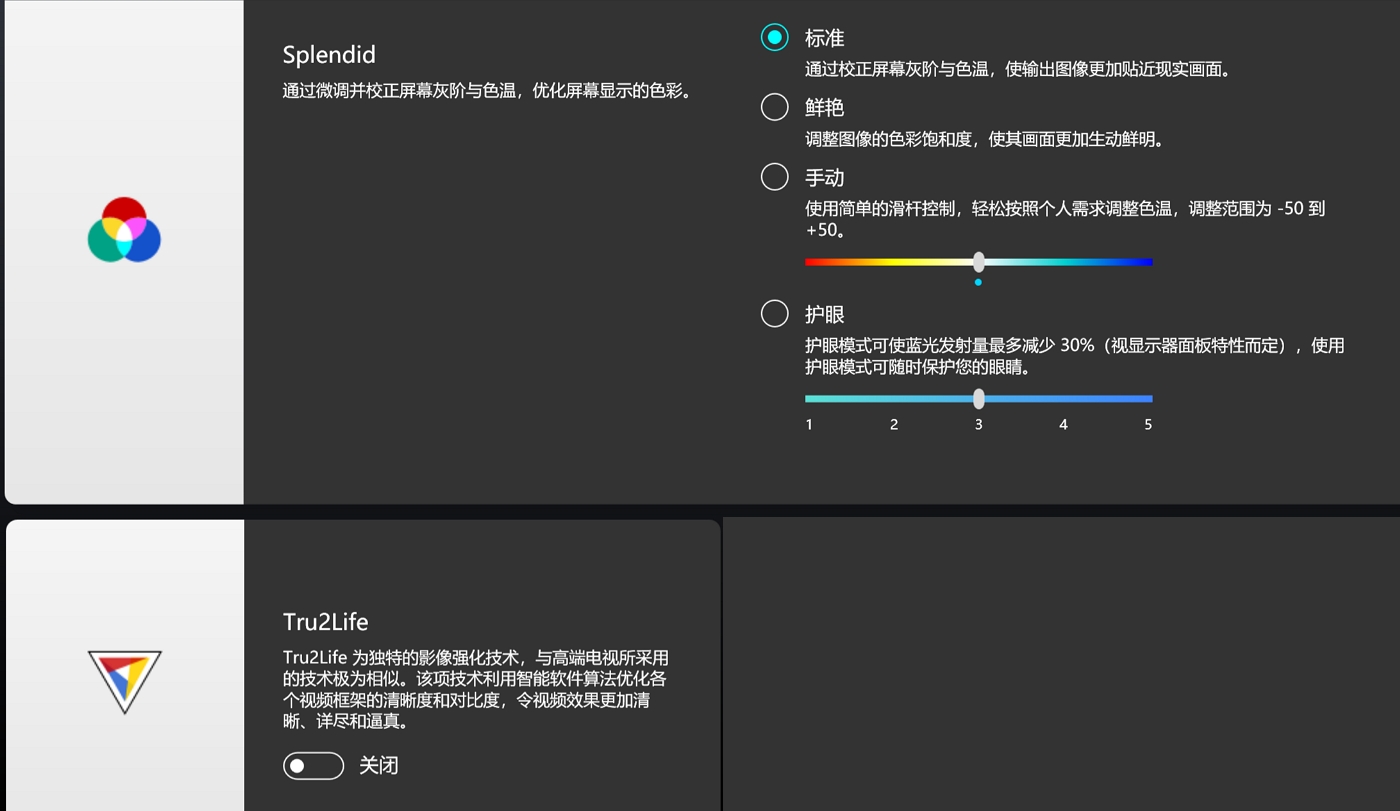 Splendid
通过微调并校正屏幕灰阶与色温，优化屏幕显示的色彩。
标准
通过校正屏幕灰阶与色温，使输出图像更加贴近现实画面。
鲜艳
调整图像的色彩饱和度，使其画面更加生动鲜明。
手动
使用简单的滑杆控制，轻松按照个人需求调整色温，调整范围为 -50 到
+50。
护眼
护眼模式可使蓝光发射量最多减少 30%（视显示器面板特性而定），使用
护眼模式可随时保护您的眼睛。
1 2 3 4 5
Tru2Life
Tru2Life 为独特的影像强化技术，与高端电视所采用
的技术极为相似。该项技术利用智能软件算法优化各
个视频框架的清晰度和对比度，令视频效果更加清
晰、详尽和逼真。
关闭